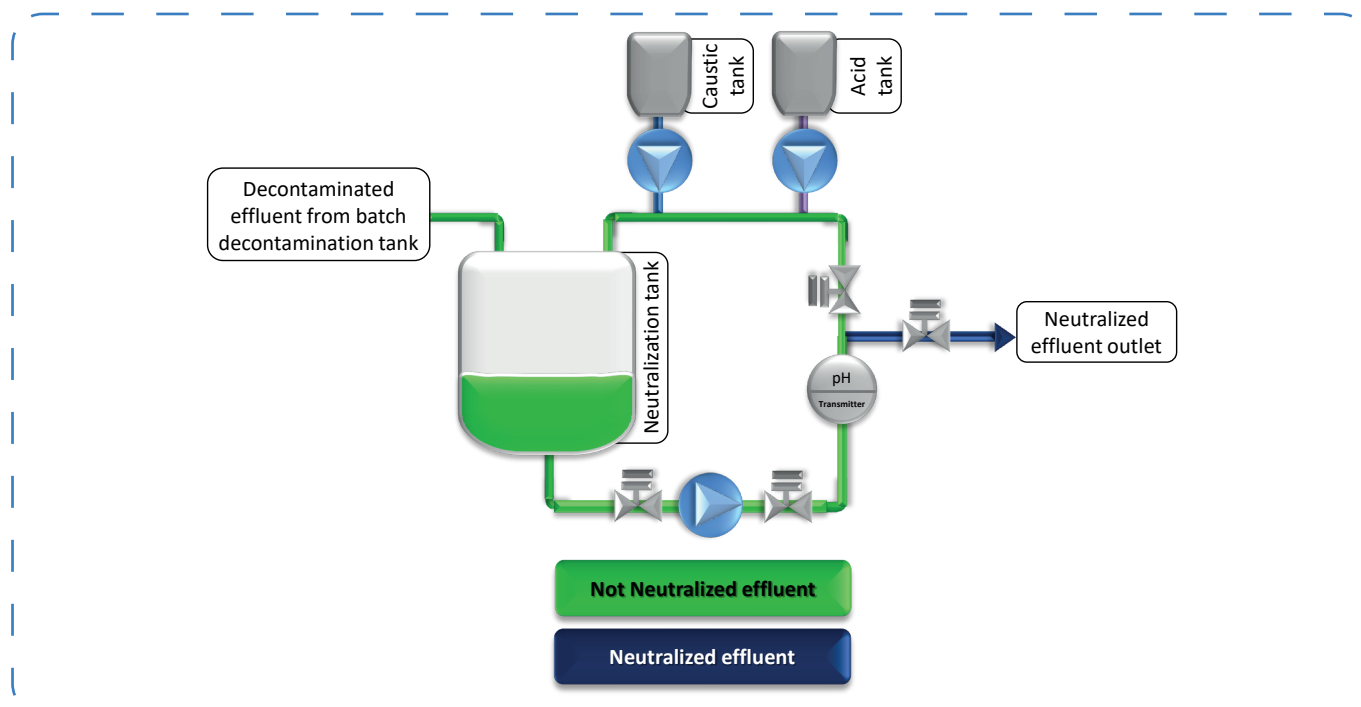 Caustic
tank
Acid
tank
Decontaminated
effluent from batch
decontamination tank
Neutralization tank
Neutralized
effluent outlet
pH
Transmitter
Not Neutralized effluent
Neutralized effluent